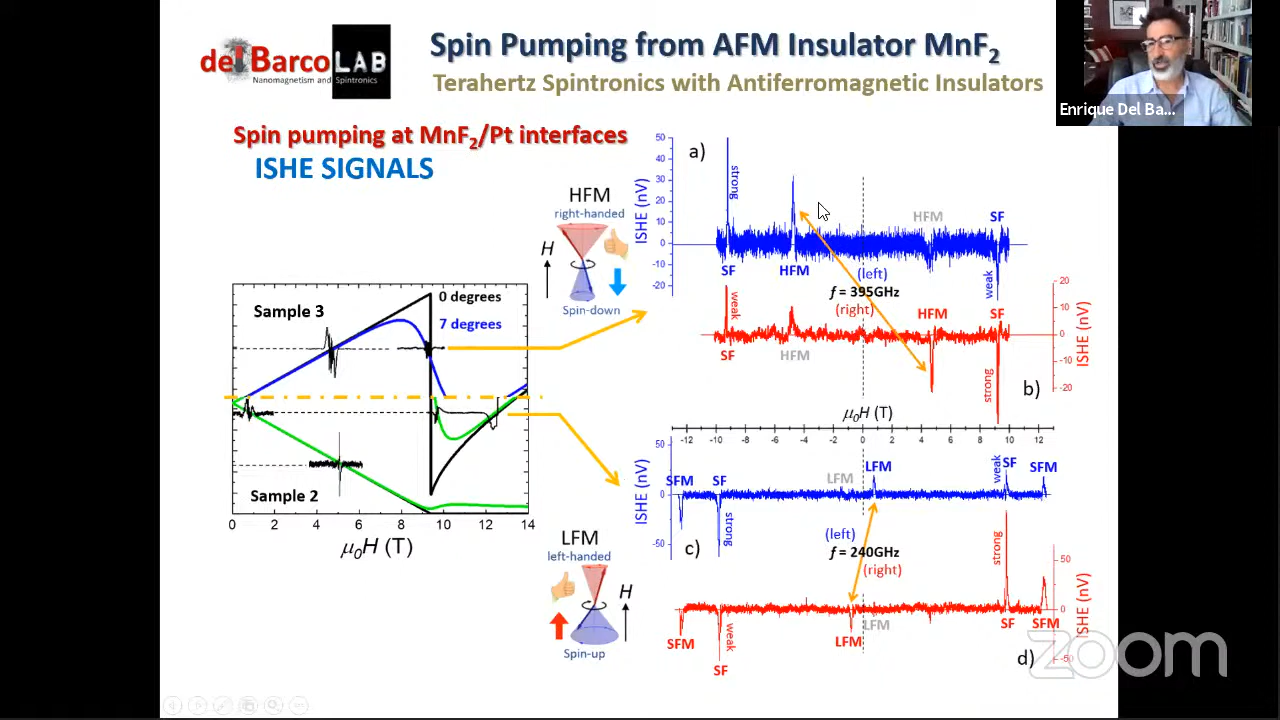 del Barco LAB
Nanomagnetism and Spintronics
Spin Pumping from AFM Insulator MnF2
Terahertz Spintronics with Antiferromagnetic Insulators
Enrique Del Ba...
Spin pumping at MnF2/Pt interfaces
ISHE SIGNALS
HFM
right-handed
H
Spin-down
Sample 3
0 degrees
7 degrees
Sample 2
0 2 4 6 8 10 12 14
μ0H (T)
LFM
left-handed
H
Spin-up
a)
ISHE (nV)
50
40
30
20
10
0
-10
-20
strong
HFM
SF
SF
HFM
(left)
weak
f = 395GHz
(right)
weak
HFM
SF
20
10
0
-10
-20
ISHE (nV)
SF
HFM
strong
b)
μ0H (T)
-12 -10 -8 -6 -4 -2 0 2 4 6 8 10 12
50
0
-50
ISHE (nV)
SFM
SF
LFM
LFM
weak
SF
SFM
strong
c)
(left)
f = 240GHz
(right)
strong
50
0
-50
ISHE (nV)
SFM
weak
SF
LFM
LFM
SF
SFM
d)
zoom